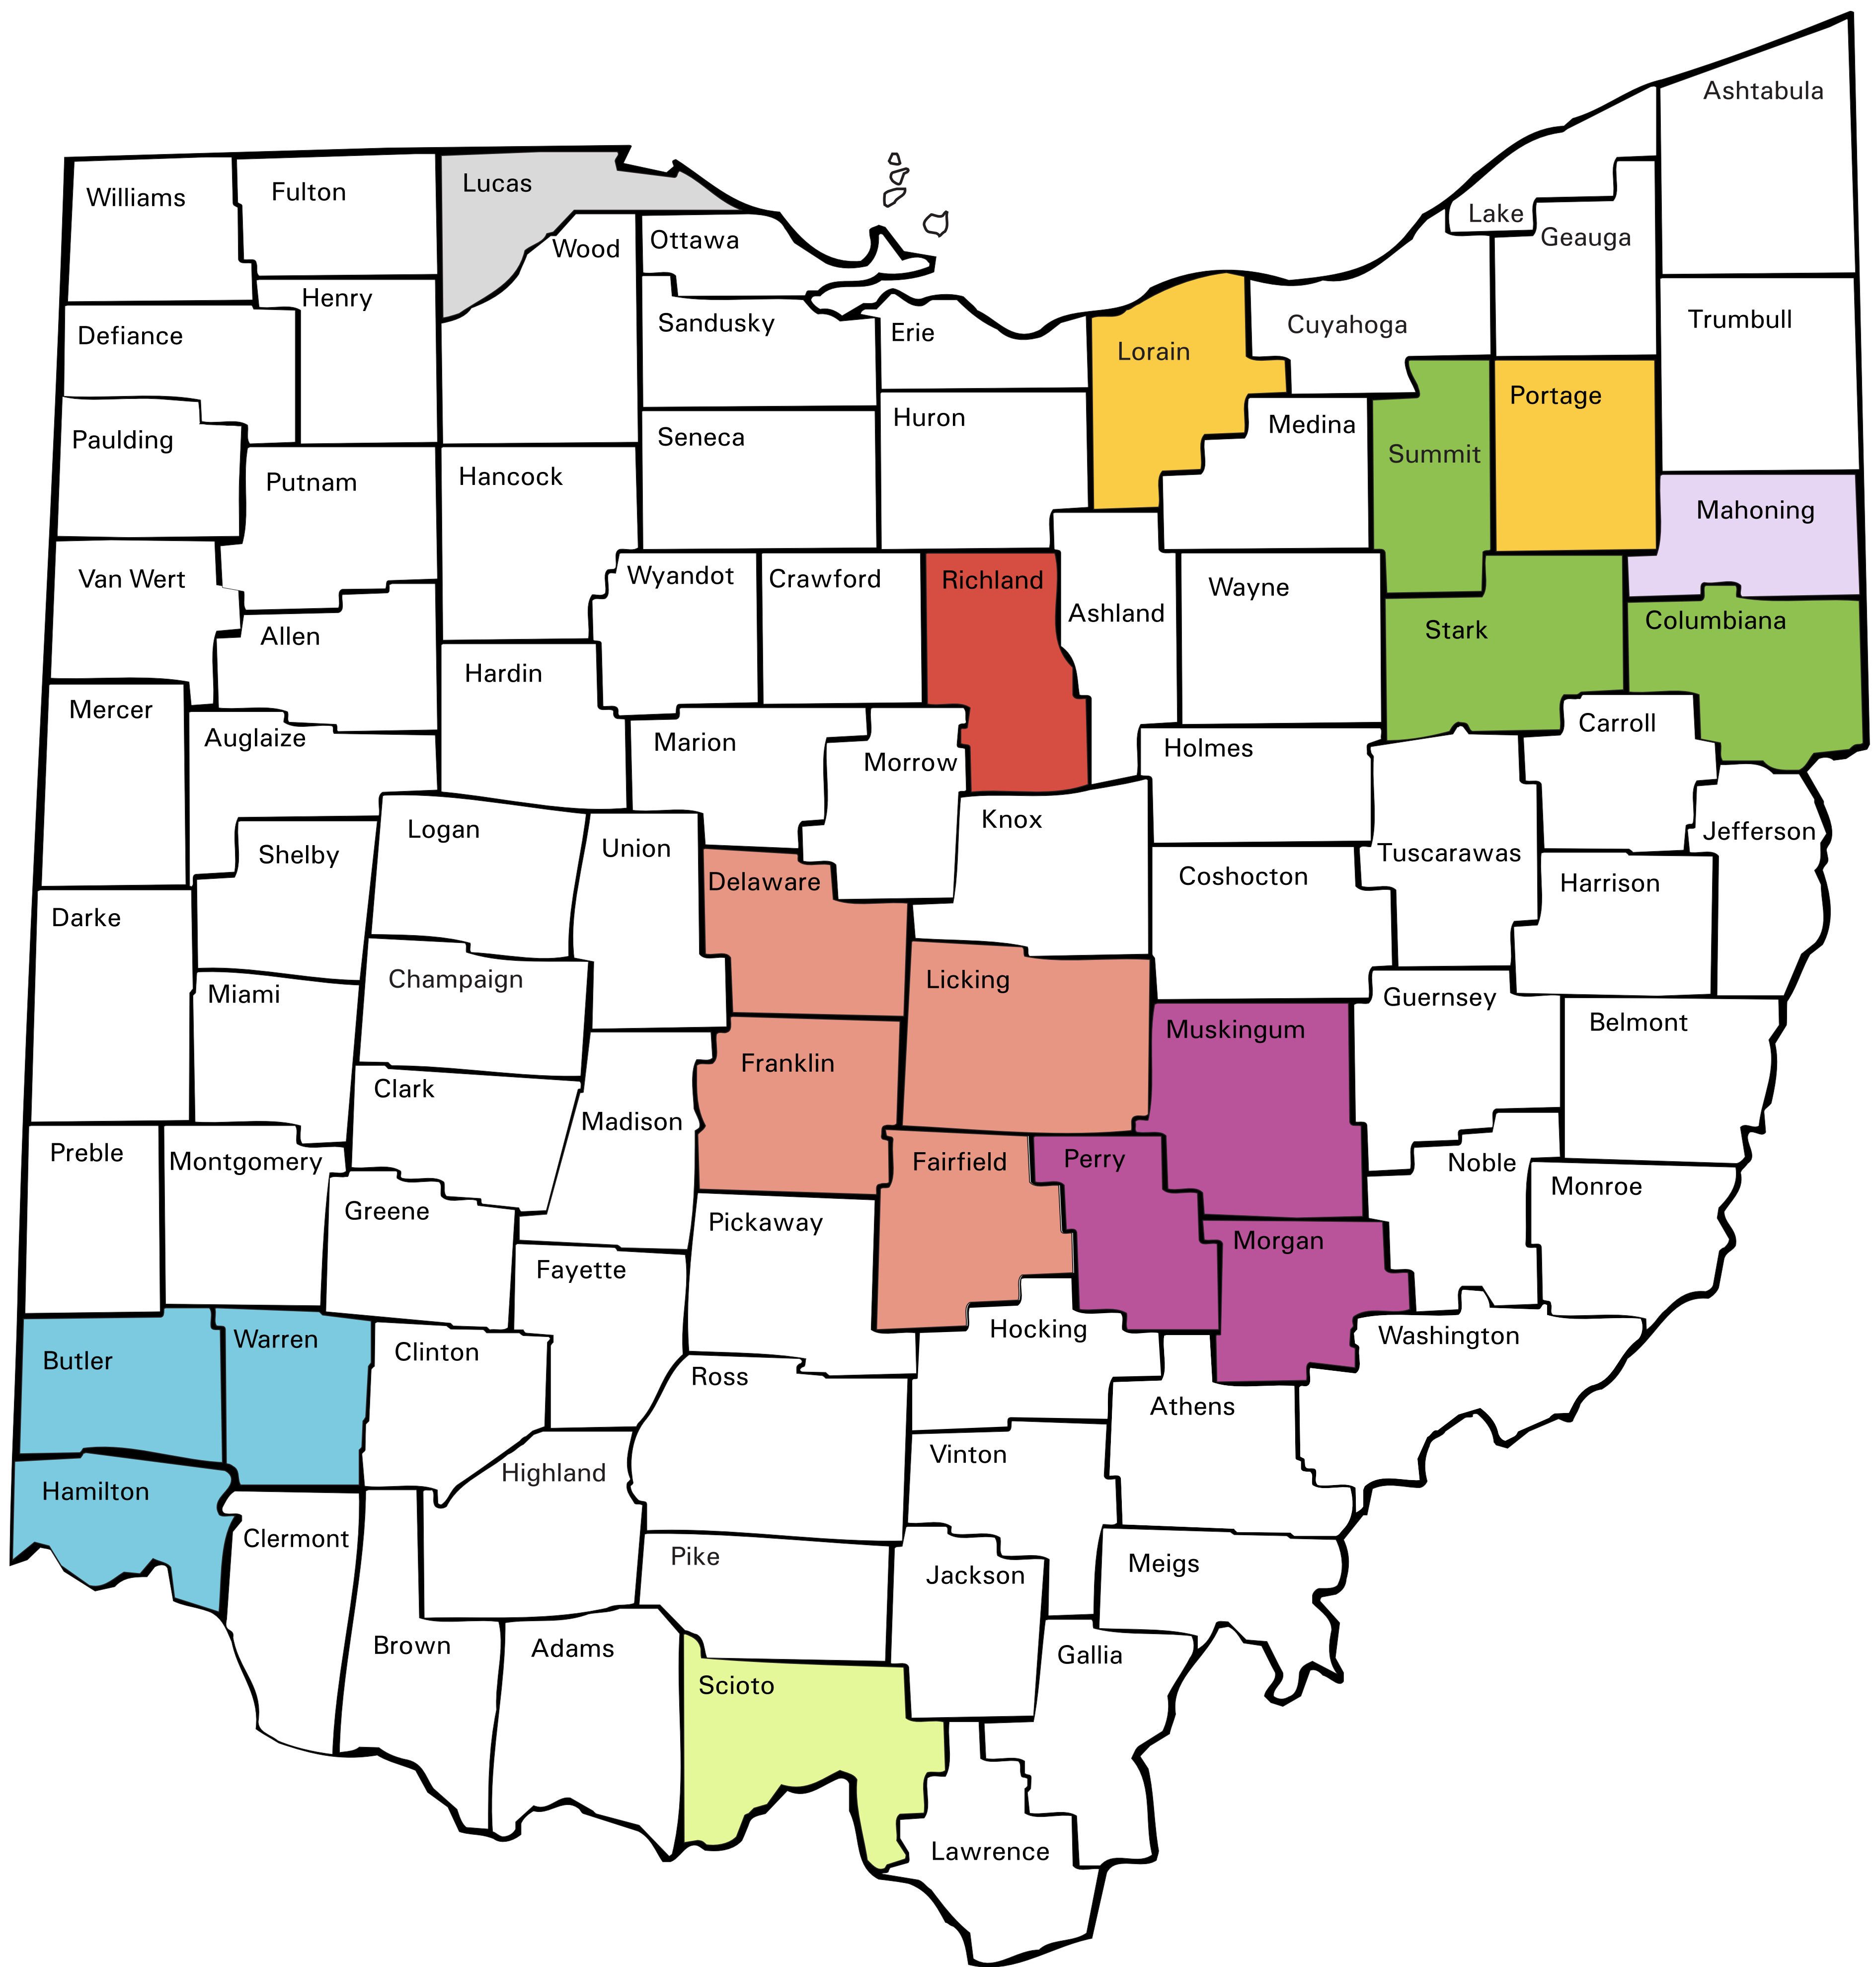 Ashtabula
Williams
Fulton
Lucas
Lake
Geauga
Wood
Ottawa
Henry
Defiance
Sandusky
Erie
Lorain
Cuyahoga
Trumbull
Paulding
Putnam
Hancock
Seneca
Huron
Medina
Summit
Portage
Mahoning
Van Wert
Allen
Wyandot
Crawford
Richland
Ashland
Wayne
Stark
Columbiana
Mercer
Auglaize
Hardin
Marion
Morrow
Holmes
Carroll
Shelby
Logan
Union
Delaware
Knox
Coshocton
Tuscarawas
Harrison
Jefferson
Darke
Miami
Champaign
Licking
Muskingum
Guernsey
Belmont
Clark
Madison
Franklin
Preble
Montgomery
Greene
Fairfield
Perry
Noble
Monroe
Pickaway
Fayette
Morgan
Butler
Warren
Clinton
Ross
Hocking
Washington
Athens
Hamilton
Highland
Vinton
Clermont
Pike
Jackson
Meigs
Brown
Adams
Scioto
Gallia
Lawrence